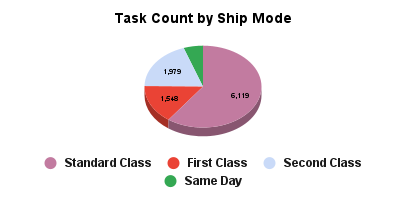 Task Count by Ship Mode
1,979
1,548
6,119
Standard Class
First Class
Second Class
Same Day